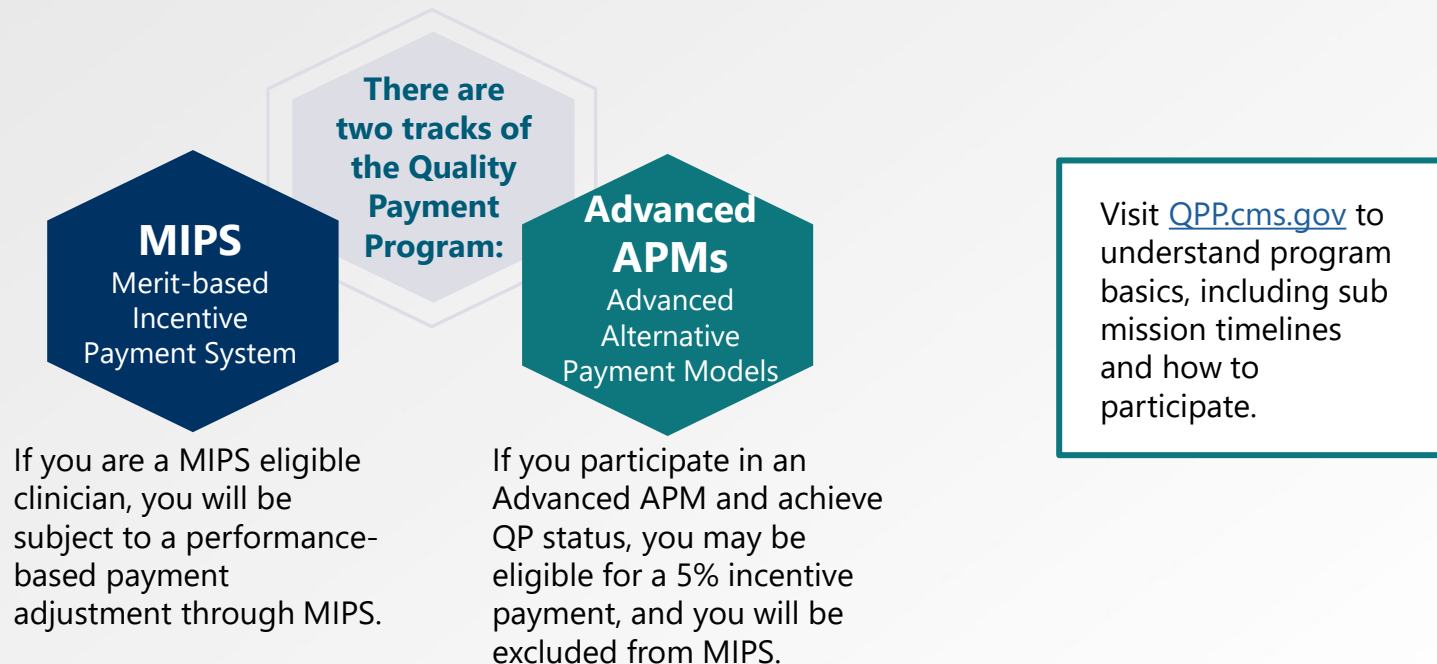 There are
two tracks of
the Quality
Payment
Program:
MIPS
Merit-based
Incentive
Payment System
If you are a MIPS eligible
clinician, you will be
subject to a performance-
based payment
adjustment through MIPS.
Advanced
APMs
Advanced
Alternative
Payment Models
If you participate in an
Advanced APM and achieve
QP status, you may be
eligible for a 5% incentive
payment, and you will be
excluded from MIPS.
Visit QPP.cms.gov to
understand program
basics, including sub
mission timelines
and how to
participate.